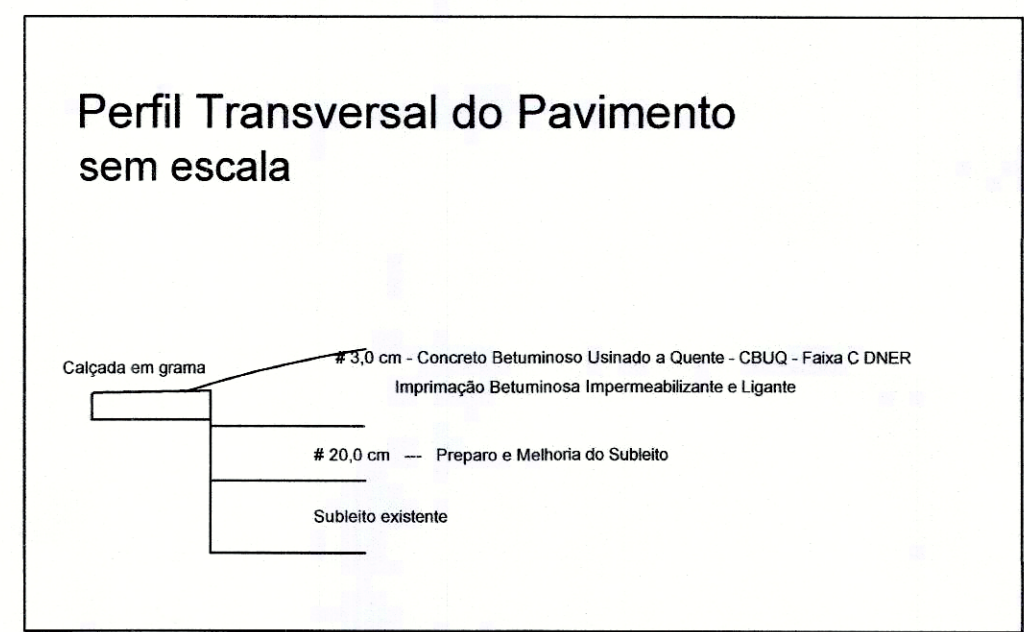 Perfil Transversal do Pavimento
sem escala
Calçada em grama
# 3,0 cm - Concreto Betuminoso Usinado a Quente - CBUQ - Faixa C DNER
Imprimação Betuminosa Impermeabilizante e Ligante
# 20,0 cm --- Preparo e Melhoria do Subleito
Subleito existente